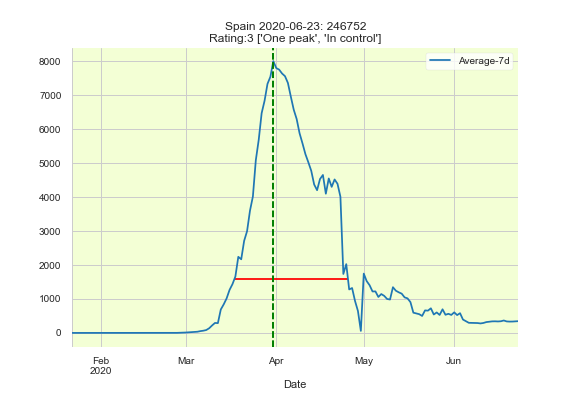 Spain 2020-06-23: 246752
Rating:3 ['One peak', 'In control']
Average-7d
8000
7000
6000
5000
4000
3000
2000
1000
0
Feb
2020
Mar
Apr
May
Jun
Date